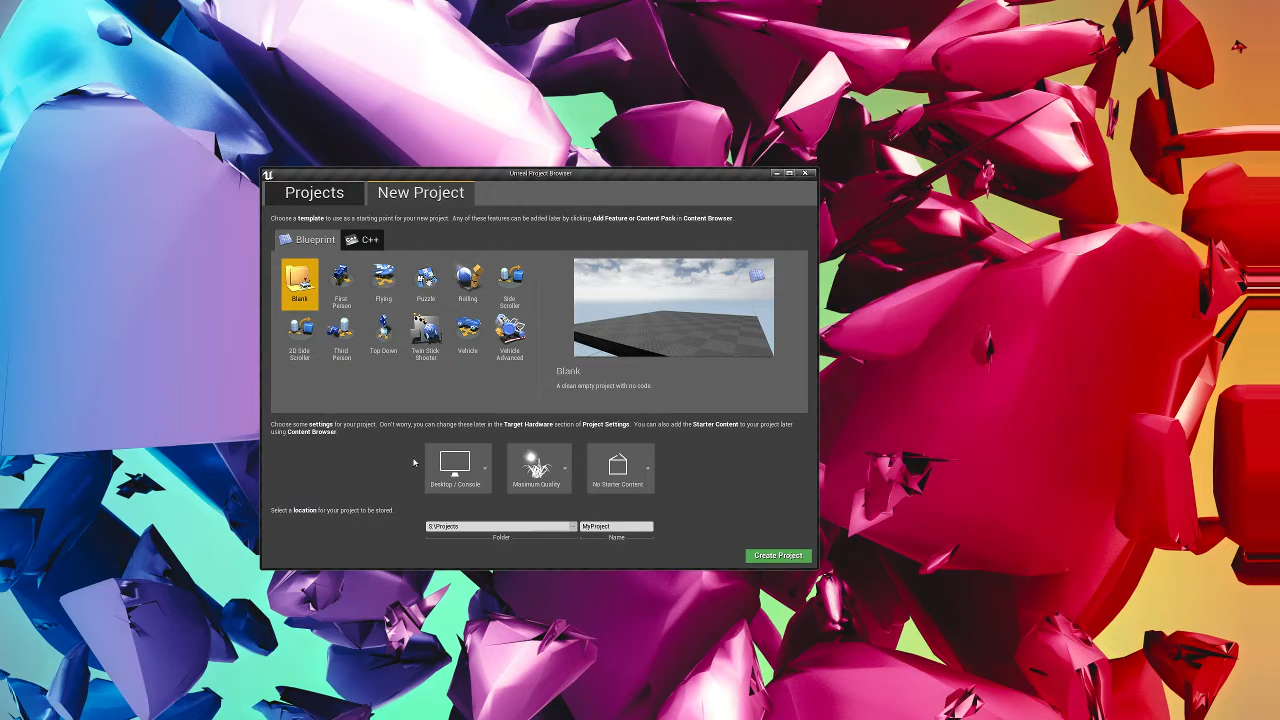 Unreal Project Browser
Projects
New Project
Choose a template to use as a starting point for your new project. Any of these features can be added later by clicking Add Feature or Content Pack in Content Browser.
Blueprint
C++
Blank
First
Person
Flying
Puzzle
Rolling
Side
Scroller
2D Side
Scroller
Third
Person
Top Down
Twin Stick
Shooter
Vehicle
Vehicle
Advanced
Blank
A clean empty project with no code.
Choose some settings for your project. Don't worry, you can change these later in the Target Hardware section of Project Settings. You can also add the Starter Content to your project later
using Content Browser.
Desktop / Console
Maximum Quality
No Starter Content
Select a location for your project to be stored.
S:\Projects
...
MyProject
Folder
Name
Create Project